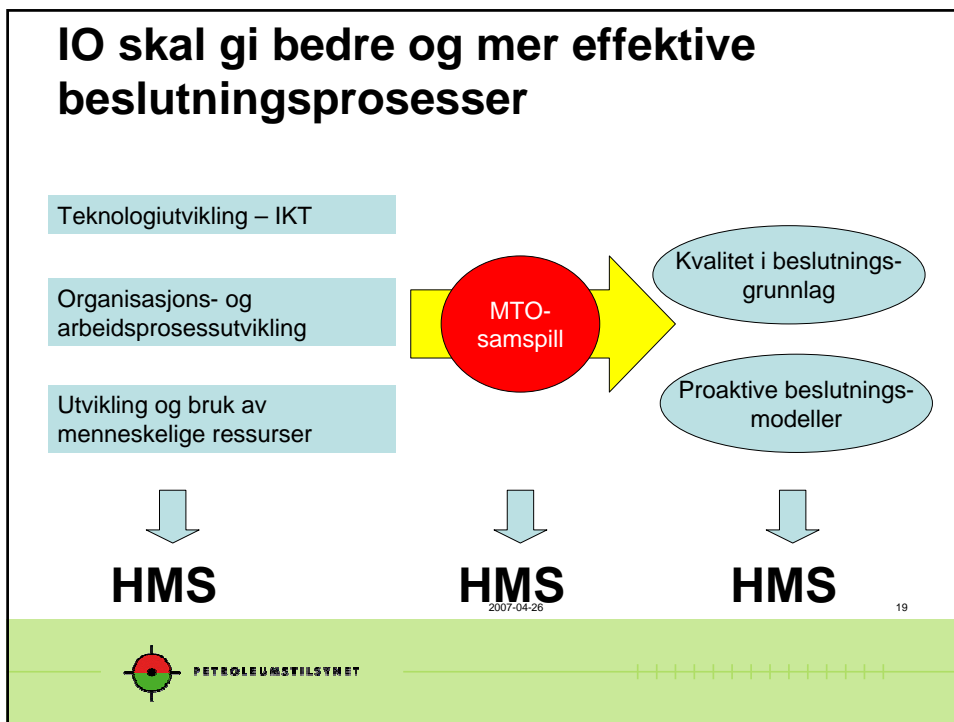 IO skal gi bedre og mer effektive
beslutningsprosesser
Teknologiutvikling – IKT
Organisasjons- og
arbeidsprosessutvikling
Utvikling og bruk av
menneskelige ressurser
MTO-
samspill
Kvalitet i beslutnings-
grunnlag
Proaktive beslutnings-
modeller
HMS
HMS
HMS
2007-04-26
19
PETROLEUMSTILSYNET